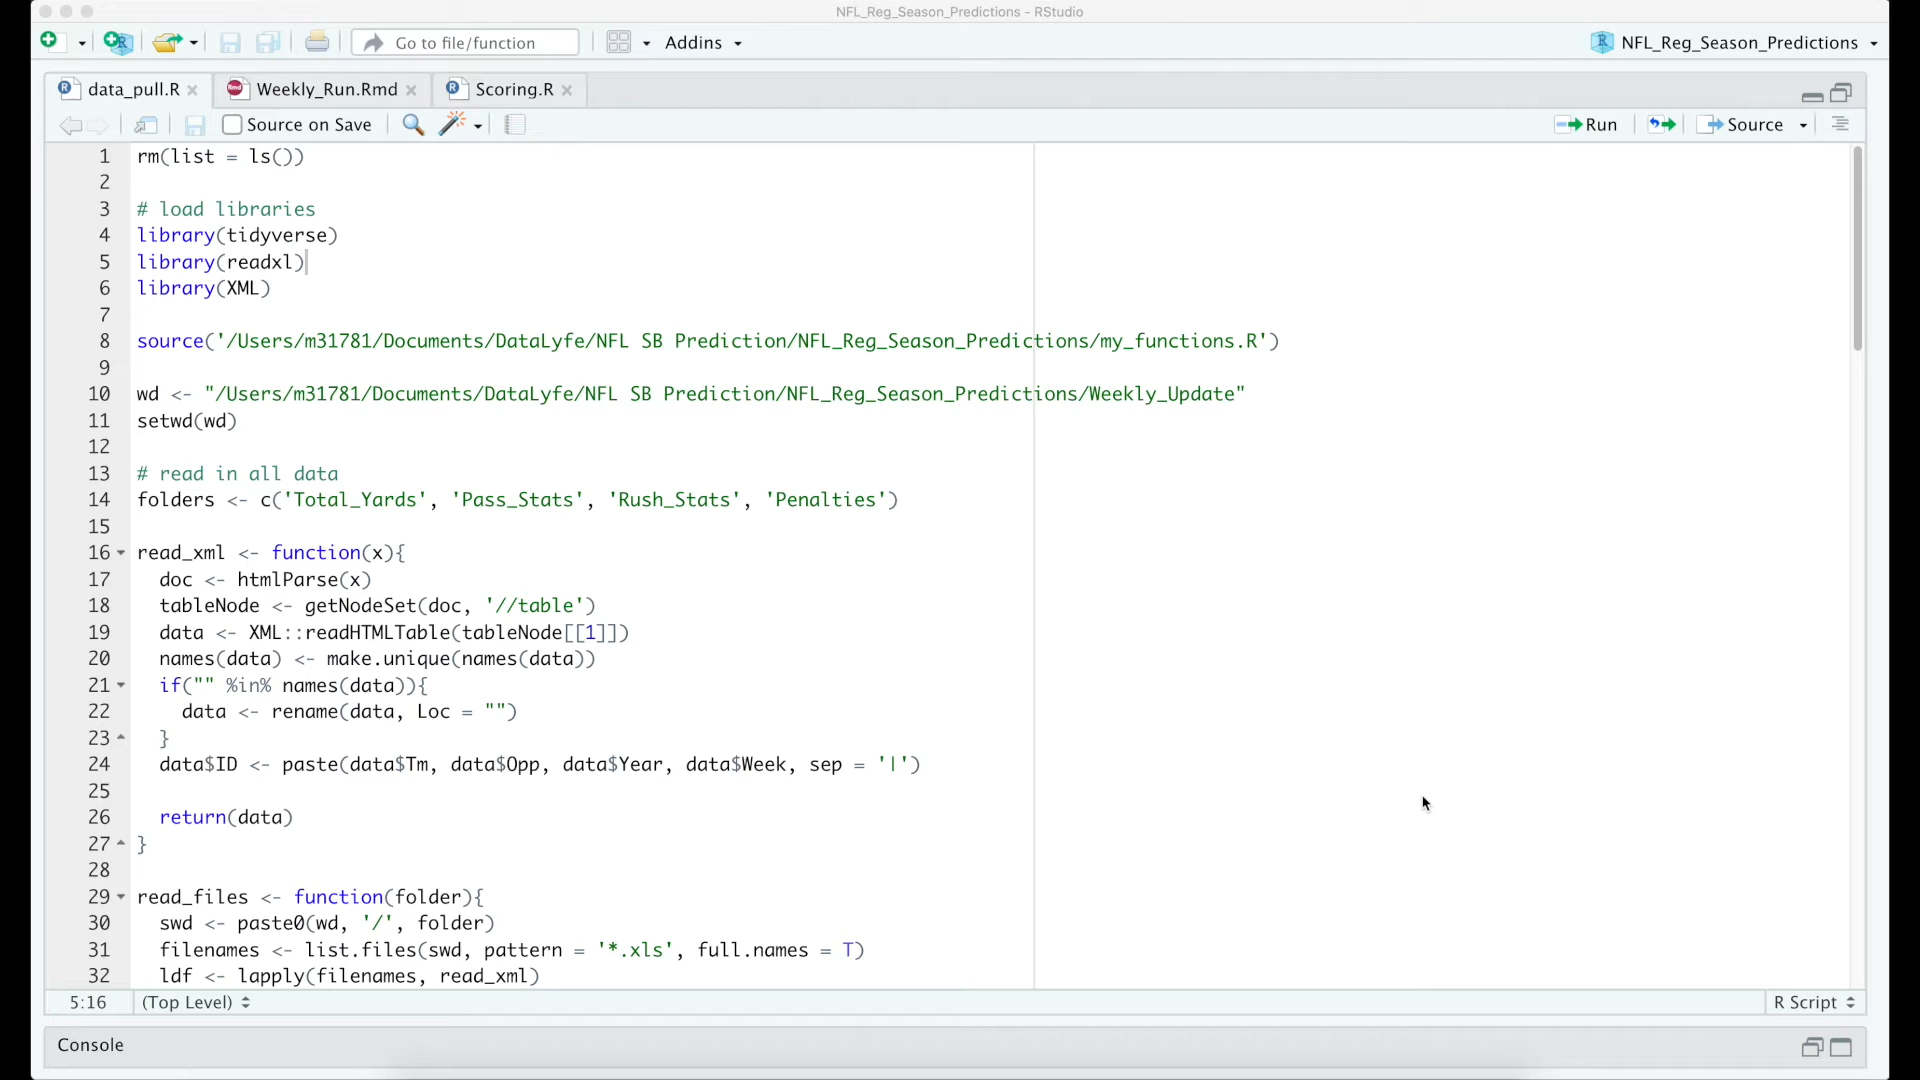 NFL_Reg_Season_Predictions - RStudio
Go to file/function
Addins
NFL_Reg_Season_Predictions
data_pull.R
Weekly_Run.Rmd
Scoring.R
Source on Save
Run
Source
1 rm(list = ls())
2
3 # load libraries
4 library(tidyverse)
5 library(readxl)
6 library(XML)
7
8 source('/Users/m31781/Documents/DataLyfe/NFL SB Prediction/NFL_Reg_Season_Predictions/my_functions.R')
9
10 wd <- "/Users/m31781/Documents/DataLyfe/NFL SB Prediction/NFL_Reg_Season_Predictions/Weekly_Update"
11 setwd(wd)
12
13 # read in all data
14 folders <- c('Total_Yards', 'Pass_Stats', 'Rush_Stats', 'Penalties')
15
16 read_xml <- function(x){
17 doc <- htmlParse(x)
18 tableNode <- getNodeSet(doc, '//table')
19 data <- XML::readHTMLTable(tableNode[[1]])
20 names(data) <- make.unique(names(data))
21 if("" %in% names(data)){
22 data <- rename(data, Loc = "")
23 }
24 data$ID <- paste(data$Tm, data$Opp, data$Year, data$Week, sep = '|')
25
26 return(data)
27 }
28
29 read_files <- function(folder){
30 swd <- paste0(wd, '/', folder)
31 filenames <- list.files(swd, pattern = '*.xls', full.names = T)
32 ldf <- lapply(filenames, read_xml)
5:16
(Top Level)
R Script
Console